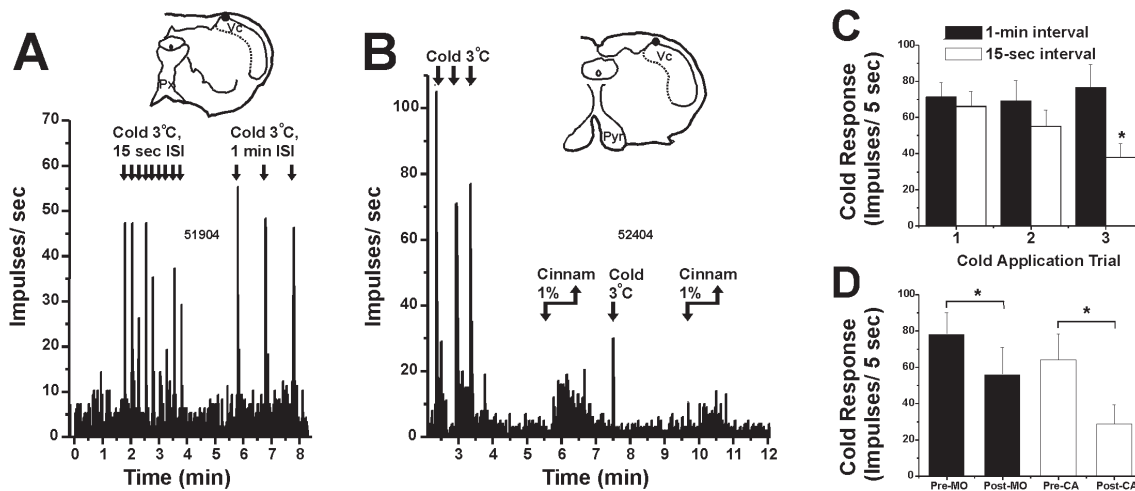 A
Vc
Px
Cold 3°C,
15 sec ISI
Cold 3°C,
1 min ISI
51904
Impulses/ sec
70
60
50
40
30
20
10
0
0 1 2 3 4 5 6 7 8
Time (min)
B
Vc
Pyr
Cold 3°C
52404
Cinnam
1%
Cold
3°C
Cinnam
1%
Impulses/ sec
100
80
60
40
20
0
3 4 5 6 7 8 9 10 11 12
Time (min)
C
1-min interval
15-sec interval
Cold Response
(Impulses/ 5 sec)
100
80
60
40
20
0
*
1 2 3
Cold Application Trial
D
Cold Response
(Impulses/ 5 sec)
100
80
60
40
20
0
*
*
Pre-MO Post-MO Pre-CA Post-CA